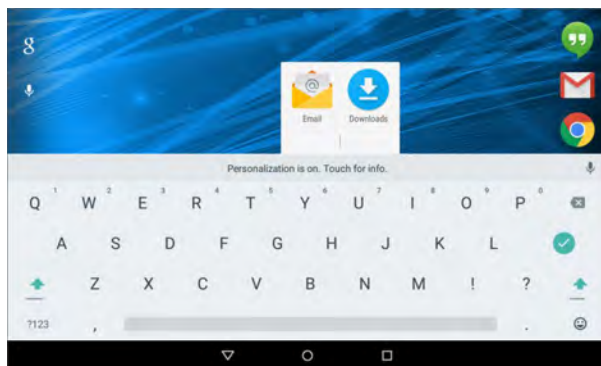 g
Email Downloads
Personalization is on. Touch for info.
Q 1 W 2 E 3 R 4 T 5 Y 6 U 7 I 8 O 9 P 0
A S D F G H J K L
Z X C V B N M ! ?
?123 , .